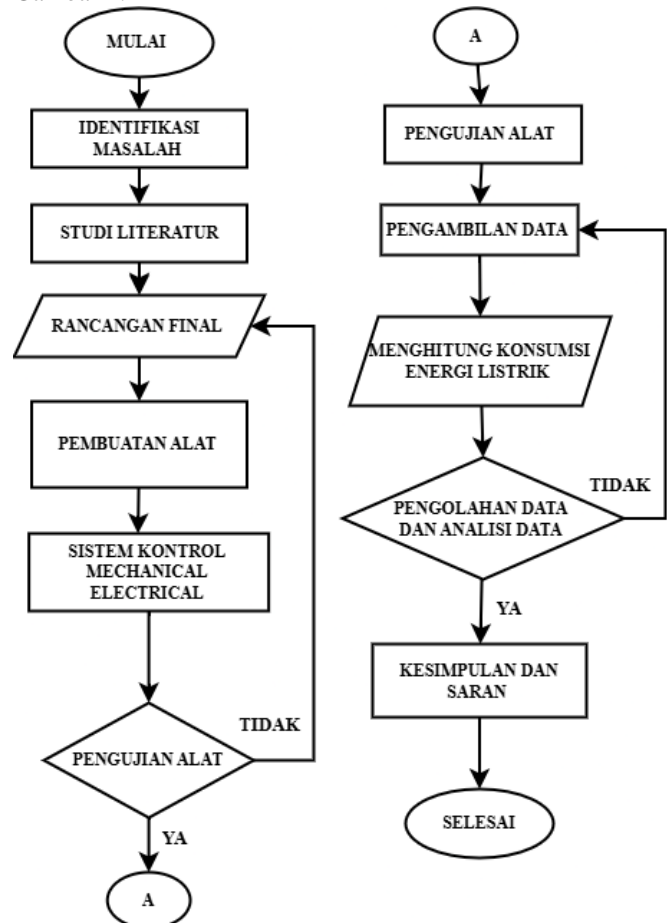 MULAI
IDENTIFIKASI
MASALAH
STUDI LITERATUR
RANCANGAN FINAL
PEMBUATAN ALAT
SISTEM KONTROL
MECHANICAL
ELECTRICAL
TIDAK
PENGUJIAN ALAT
YA
A
A
PENGUJIAN ALAT
PENGAMBILAN DATA
MENGHITUNG KONSUMSI
ENERGI LISTRIK
TIDAK
PENGOLAHAN DATA
DAN ANALISI DATA
YA
KESIMPULAN DAN
SARAN
SELESAI